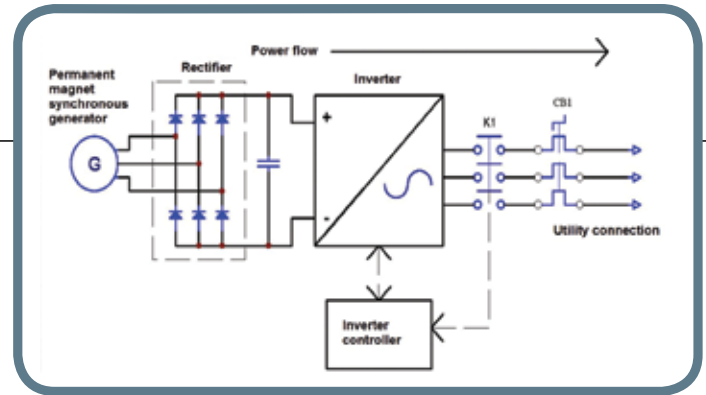 Power flow
Rectifier
Permanent
magnet
synchronous
generator
Inverter
CB1
K1
G
+
-
Utility connection
Inverter
controller